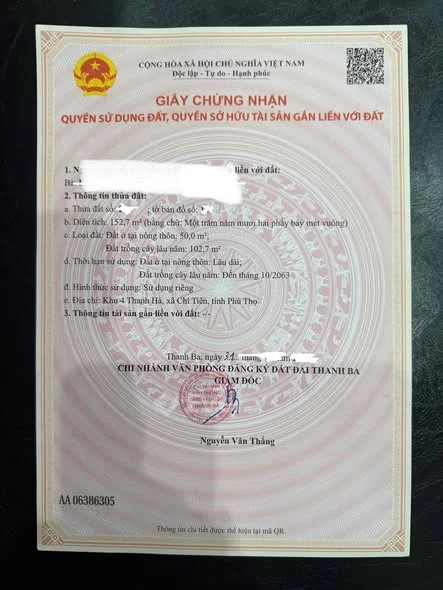 CỘNG HÒA XÃ HỘI CHỦ NGHĨA VIỆT NAM
Độc lập - Tự do - Hạnh phúc
GIẤY CHỨNG NHẬN
QUYỀN SỬ DỤNG ĐẤT, QUYỀN SỞ HỮU TÀI SẢN GẮN LIỀN VỚI ĐẤT
1. liền với đất:
Bà
2. Thông tin thửa đất:
a. Thửa đất số: ; tờ bản đồ số:
b. Diện tích: 152,7 m² (bằng chữ: Một trăm năm mươi hai phẩy bảy mét vuông)
c. Loại đất: Đất ở tại nông thôn: 50,0 m²;
Đất trồng cây lâu năm: 102,7 m²
d. Thời hạn sử dụng: Đất ở tại nông thôn: Lâu dài;
Đất trồng cây lâu năm: Đến tháng 10/2063
đ. Hình thức sử dụng: Sử dụng riêng
e. Địa chỉ: Khu 4 Thanh Hà, xã Chí Tiên, tỉnh Phú Thọ
3. Thông tin tài sản gắn liền với đất: -/-
Thanh Ba, ngày 31 tháng
CHI NHÁNH VĂN PHÒNG ĐĂNG KÝ ĐẤT ĐAI THANH BA
GIÁM ĐỐC
CHI NHÁNH
VĂN PHÒNG
Nguyễn Văn Thắng
AA 06386305
Thông tin chi tiết được thể hiện tại mã QR.